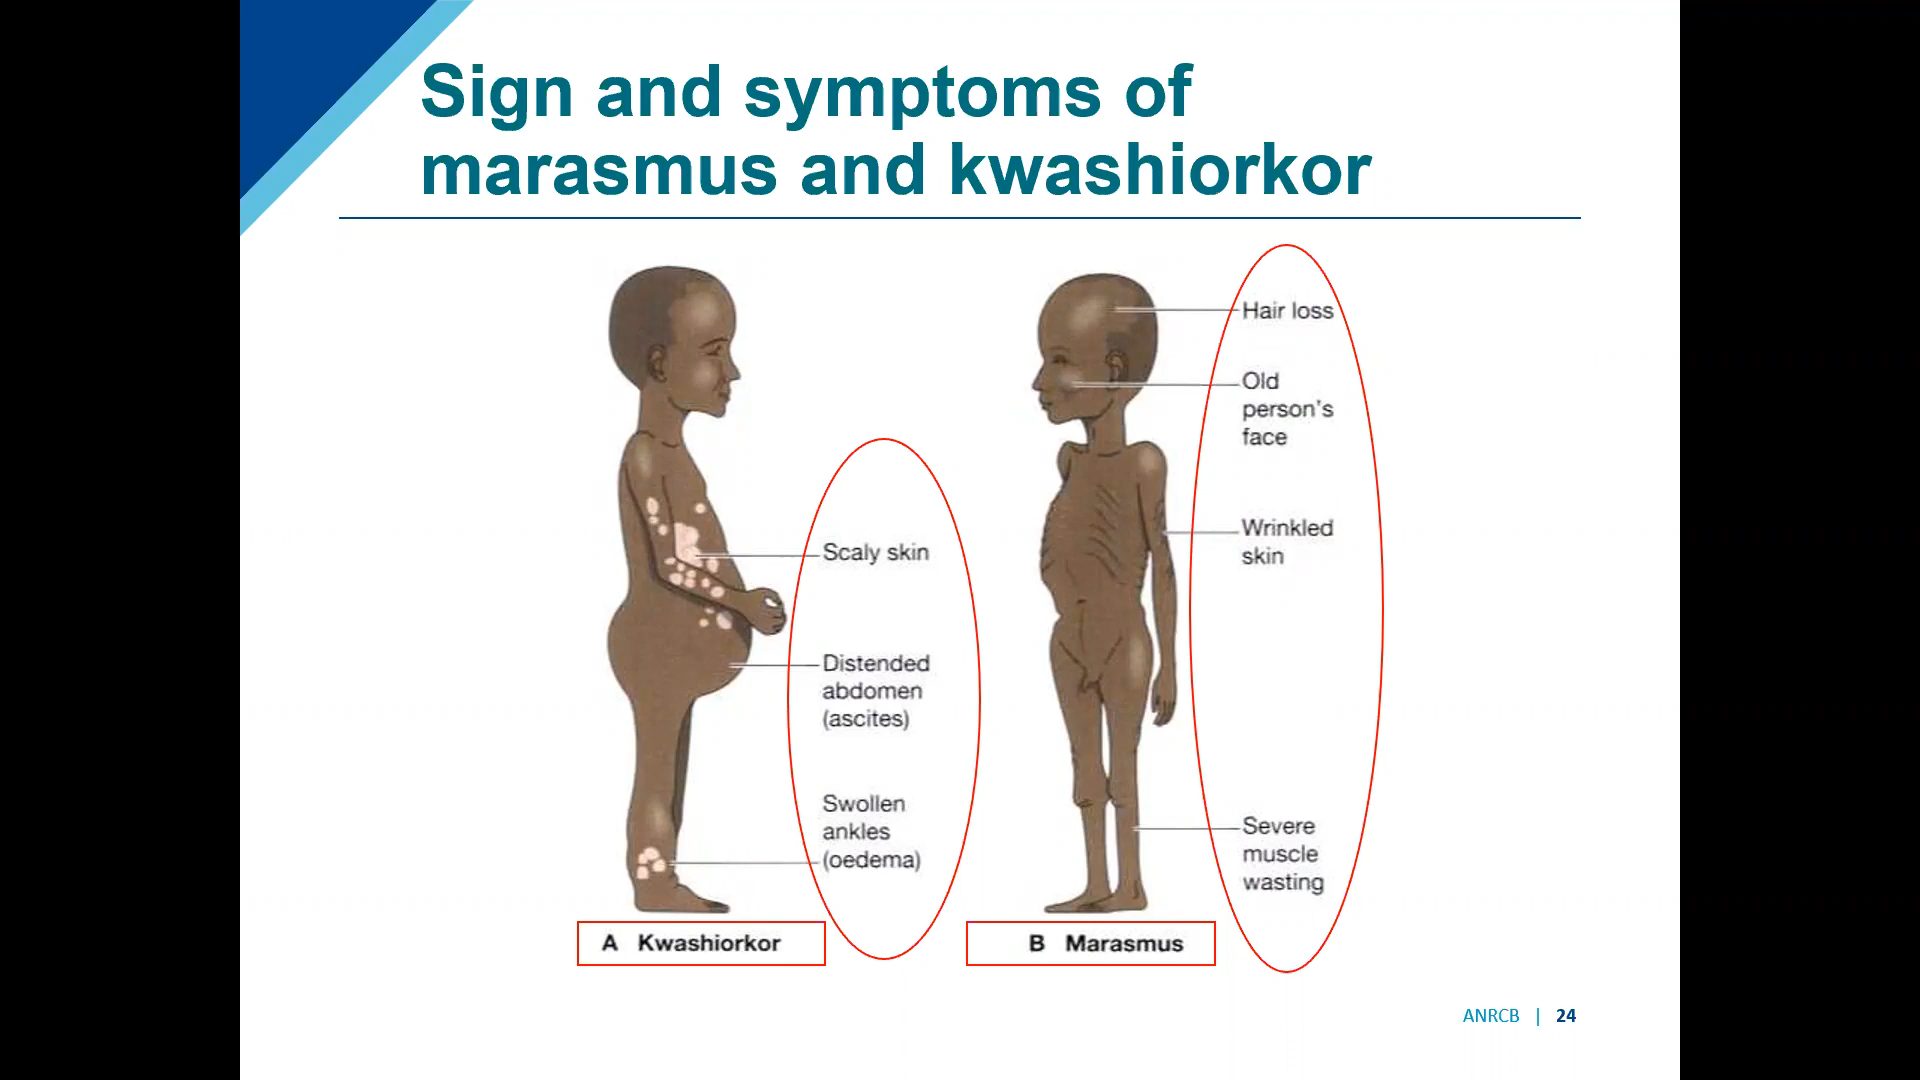 Sign and symptoms of
marasmus and kwashiorkor
Scaly skin
Distended
abdomen
(ascites)
Swollen
ankles
(oedema)
A Kwashiorkor
Hair loss
Old
person's
face
Wrinkled
skin
Severe
muscle
wasting
B Marasmus
ANRCB | 24